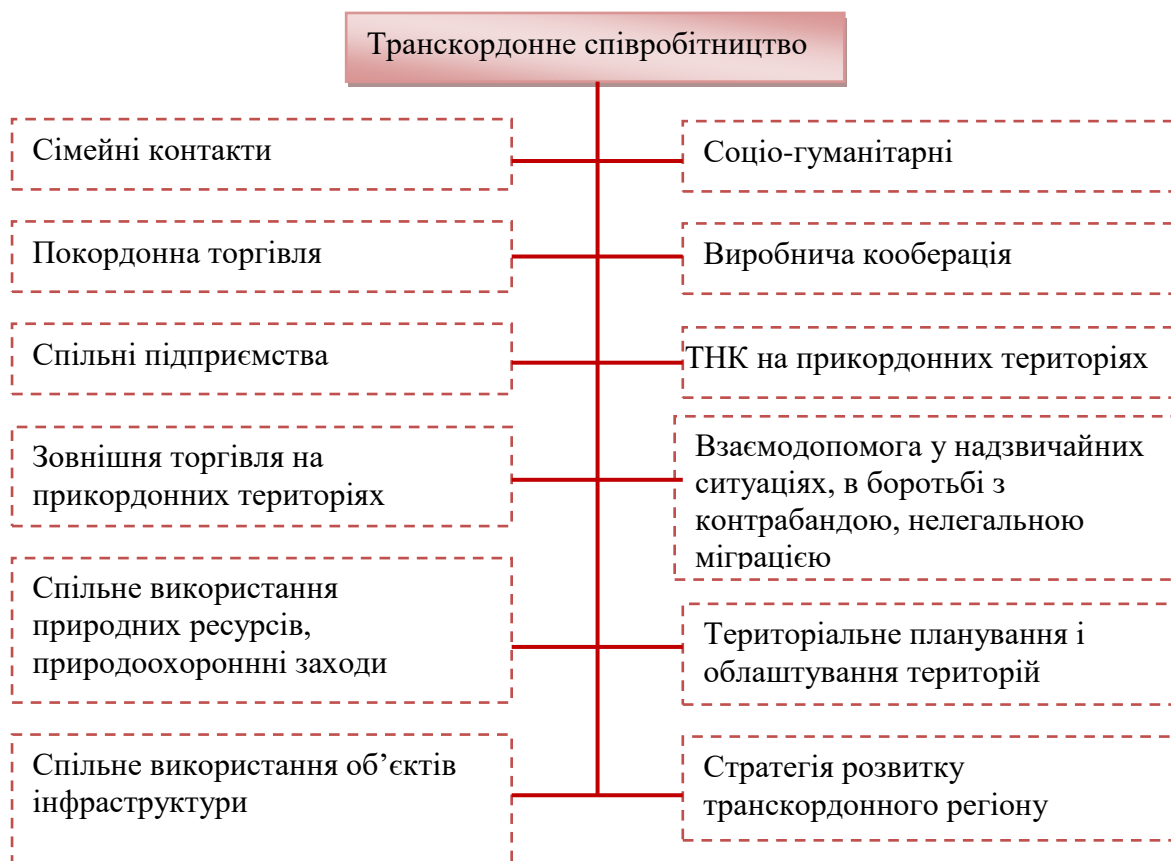 Транскордонне співробітництво
Сімейні контакти
Соціо-гуманітарні
Покордонна торгівля
Виробнича кооберація
Спільні підприємства
ТНК на прикордонних територіях
Зовнішня торгівля на
прикордонних територіях
Взаємодопомога у надзвичайних
ситуаціях, в боротьбі з
контрабандою, нелегальною
міграцією
Спільне використання
природних ресурсів,
природоохороннні заходи
Територіальне планування і
облаштування територій
Спільне використання об’єктів
інфраструктури
Стратегія розвитку
транскордонного регіону